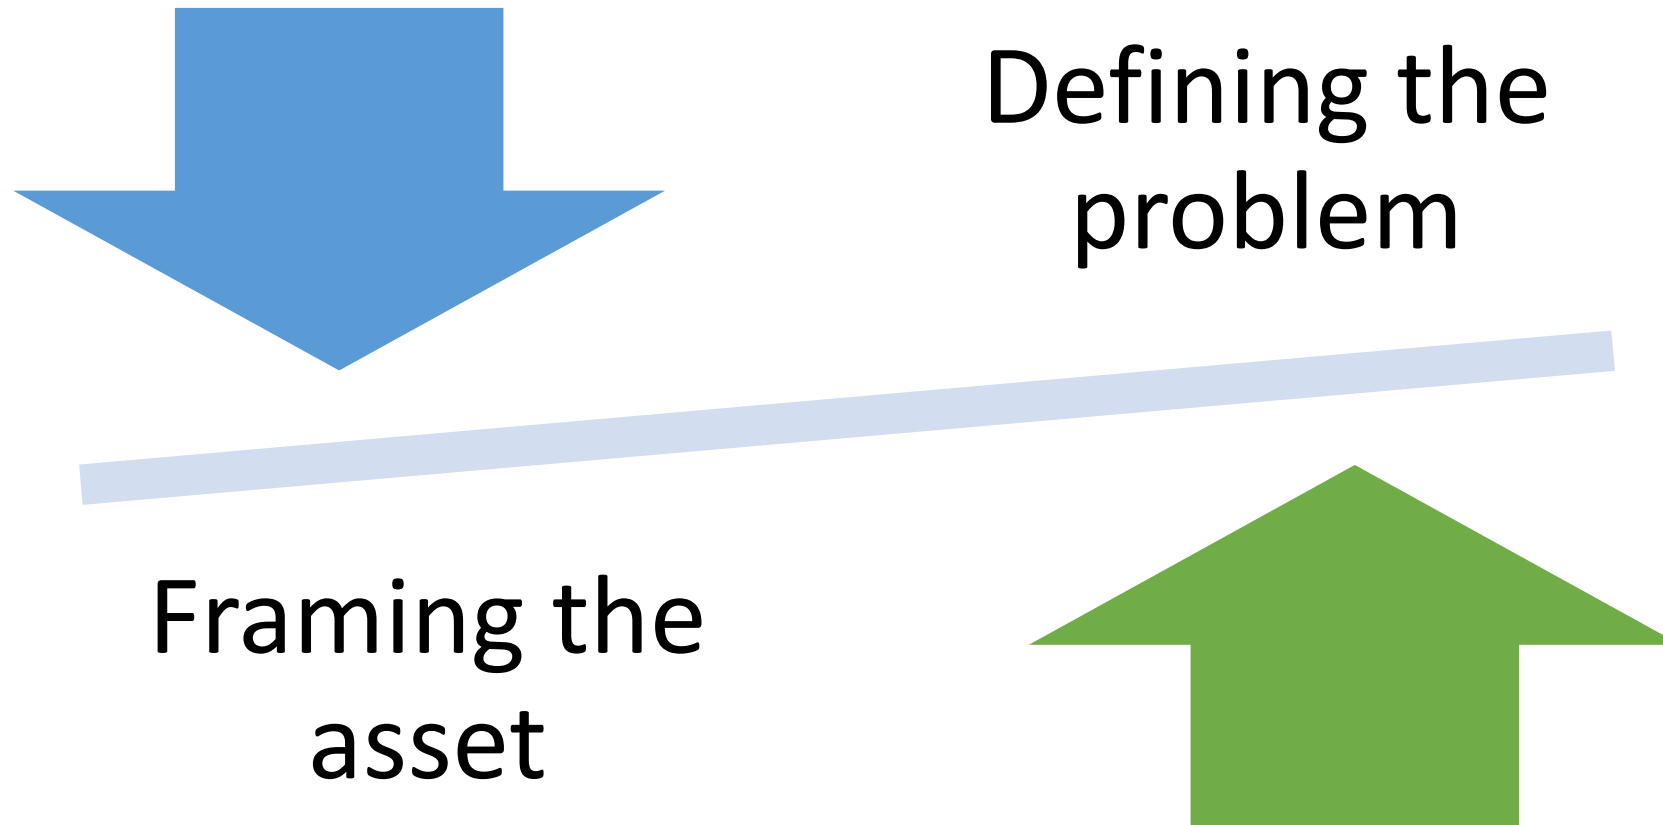 Defining the
problem
Framing the
asset